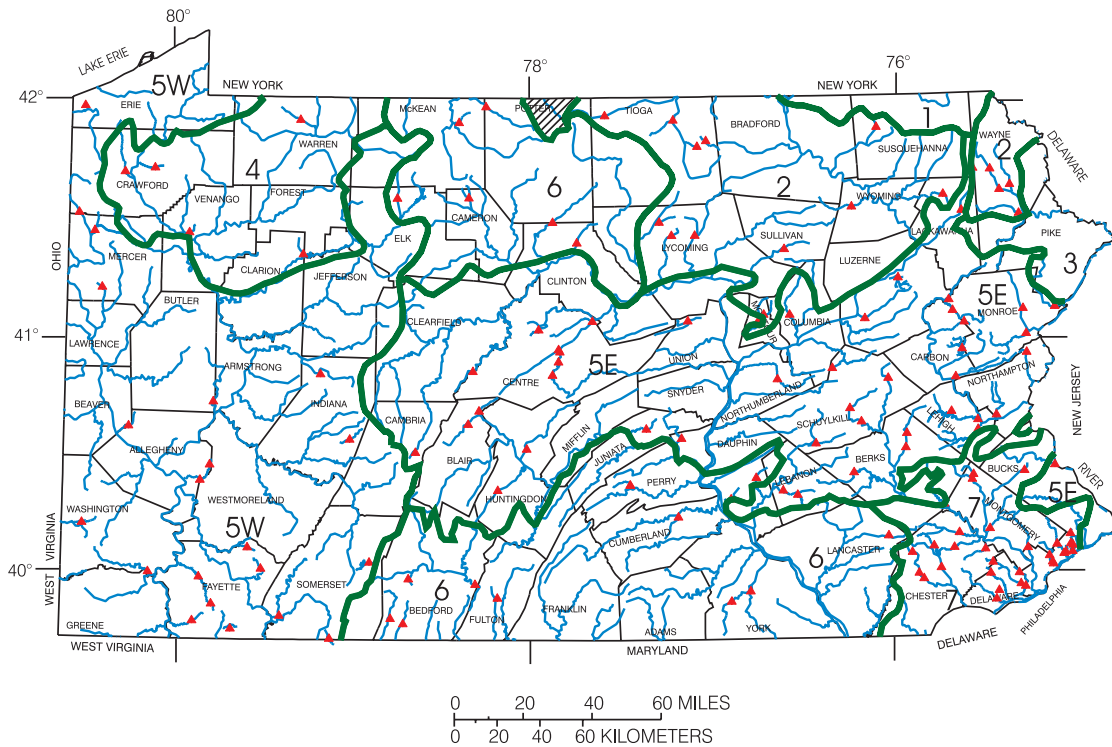 80°
LAKE ERIE
5W
NEW YORK
78°
NEW YORK
76°
42°
ERIE
McKEAN
POTTER
TIOGA
BRADFORD
1
SUSQUEHANNA
WAYNE
2
DELAWARE
WARREN
CRAWFORD
4
VENANGO
FOREST
6
CAMERON
2
WYOMING
ELK
LYCOMING
SULLIVAN
LACKAWANNA
PIKE
OHIO
MERCER
CLARION
JEFFERSON
CLINTON
LUZERNE
3
BUTLER
5E
MONROE
CLEARFIELD
MONTOUR
COLUMBIA
41°
LAWRENCE
ARMSTRONG
CENTRE
5E
UNION
CARBON
NORTHAMPTON
SNYDER
BEAVER
INDIANA
CAMBRIA
NORTHUMBERLAND
NEW JERSEY
ALLEGHENY
BLAIR
MIFFLIN
JUNIATA
DAUPHIN
SCHUYLKILL
LEHIGH
BERKS
BUCKS
RIVER
WESTMORELAND
HUNTINGDON
PERRY
LEBANON
5E
WASHINGTON
7
MONTGOMERY
5W
CUMBERLAND
LANCASTER
6
WEST VIRGINIA
40°
FAYETTE
SOMERSET
6
BEDFORD
FULTON
FRANKLIN
CHESTER
DELAWARE
PHILADELPHIA
GREENE
ADAMS
YORK
WEST VIRGINIA
MARYLAND
DELAWARE
0 20 40 60 MILES
0 20 40 60 KILOMETERS